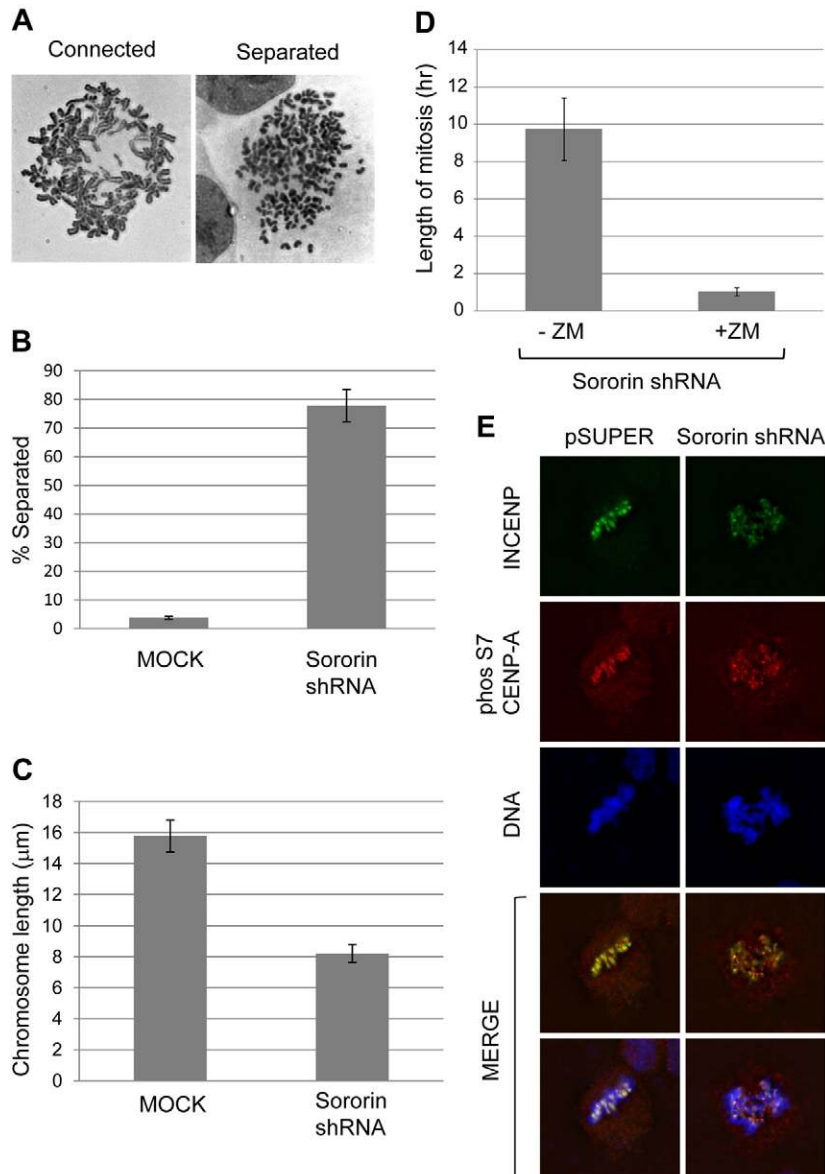 A
Connected
Separated
B
% Separated
90
80
70
60
50
40
30
20
10
0
MOCK
Sororin
shRNA
C
Chromosome length (μm)
18
16
14
12
10
8
6
4
2
0
MOCK
Sororin
shRNA
D
Length of mitosis (hr)
14
12
10
8
6
4
2
0
- ZM
+ZM
Sororin shRNA
E
pSUPER
Sororin shRNA
INCENP
phos S7
CENP-A
DNA
MERGE